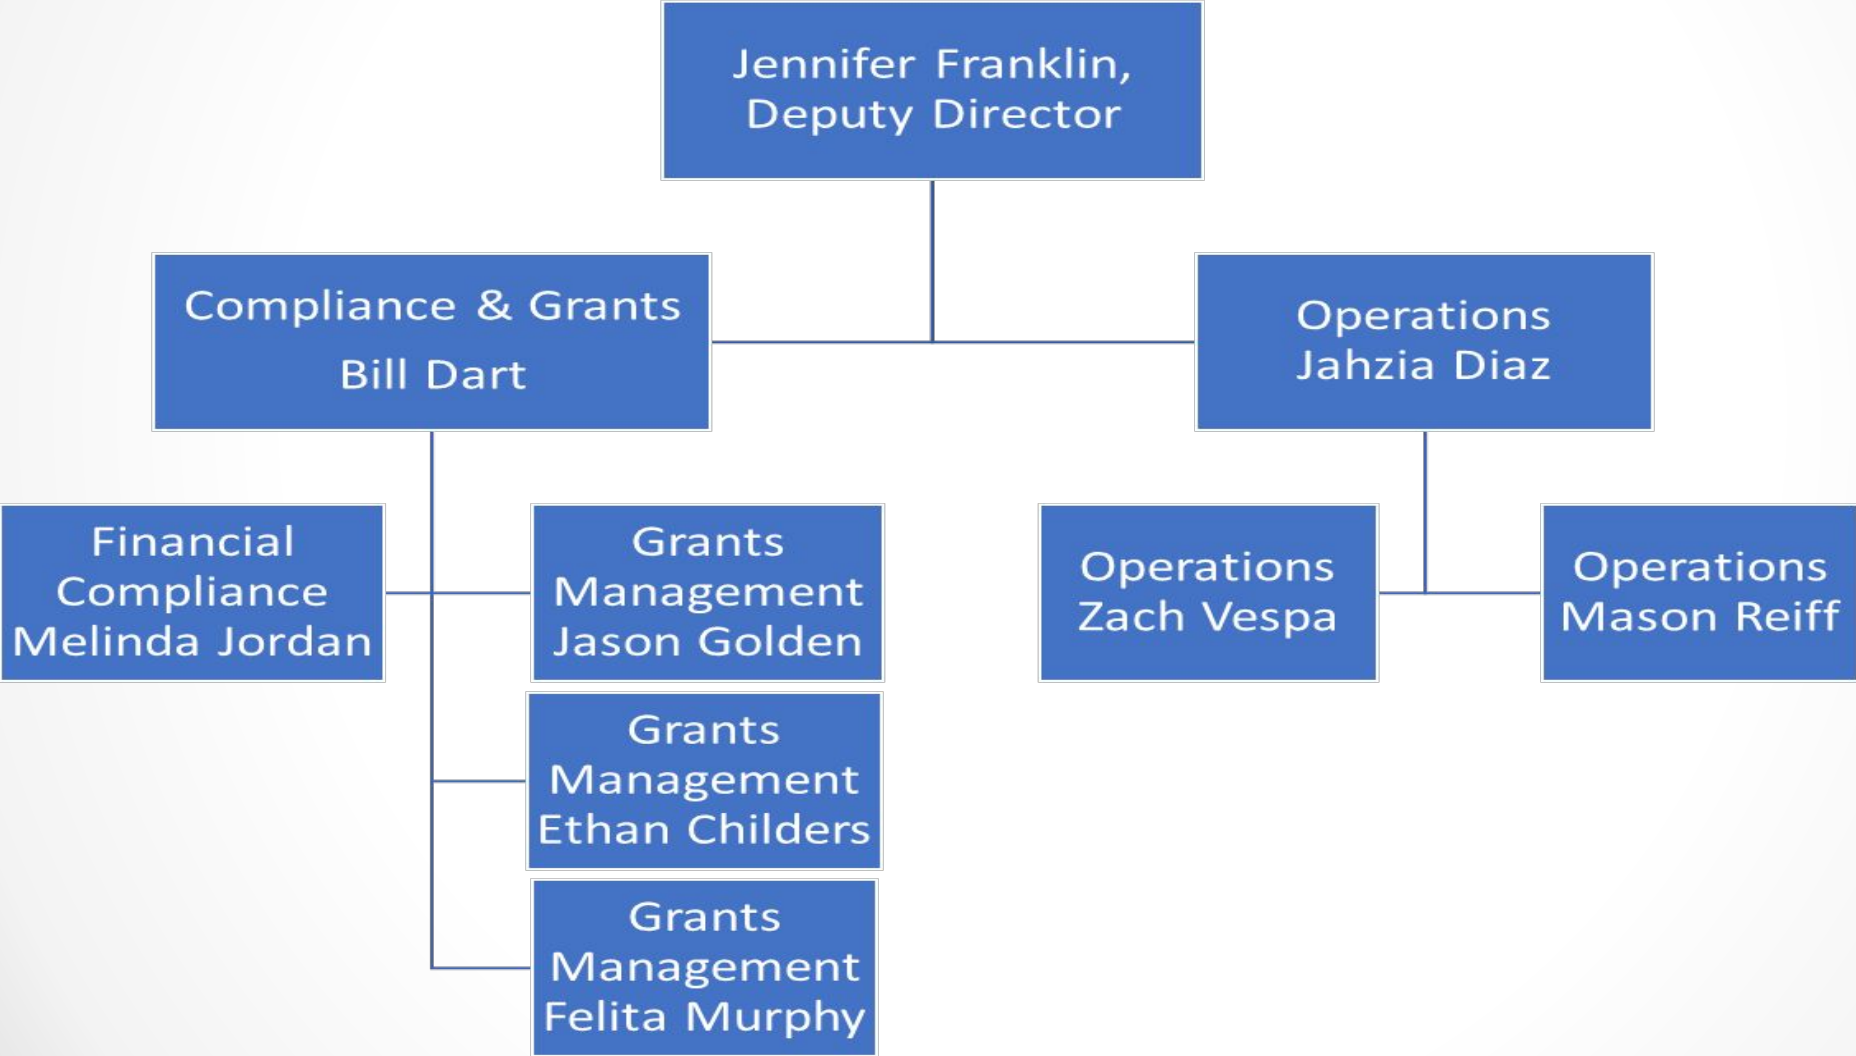 Jennifer Franklin,
Deputy Director
Compliance & Grants
Bill Dart
Operations
Jahzia Diaz
Financial
Compliance
Melinda Jordan
Grants
Management
Jason Golden
Operations
Zach Vespa
Operations
Mason Reiff
Grants
Management
Ethan Childers
Grants
Management
Felita Murphy